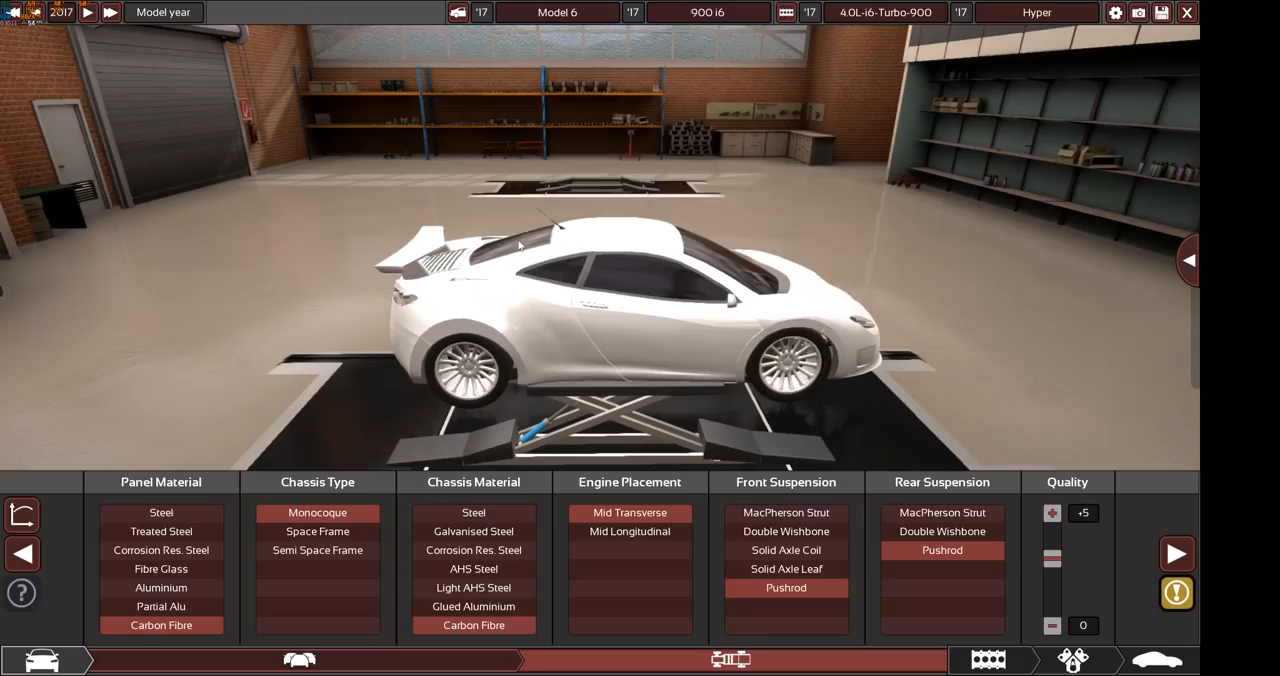 2017 Model year '17 Model 6 '17 900 i6 '17 4.0L-i6-Turbo-900 '17 Hyper
Panel Material Chassis Type Chassis Material Engine Placement Front Suspension Rear Suspension Quality
Steel Monocoque Steel Mid Transverse MacPherson Strut MacPherson Strut +5
Treated Steel Space Frame Galvanised Steel Mid Longitudinal Double Wishbone Double Wishbone
Corrosion Res. Steel Semi Space Frame Corrosion Res. Steel Solid Axle Coil Pushrod
Fibre Glass AHS Steel Solid Axle Leaf
Aluminium Light AHS Steel Pushrod
Partial Alu Glued Aluminium
Carbon Fibre Carbon Fibre 0